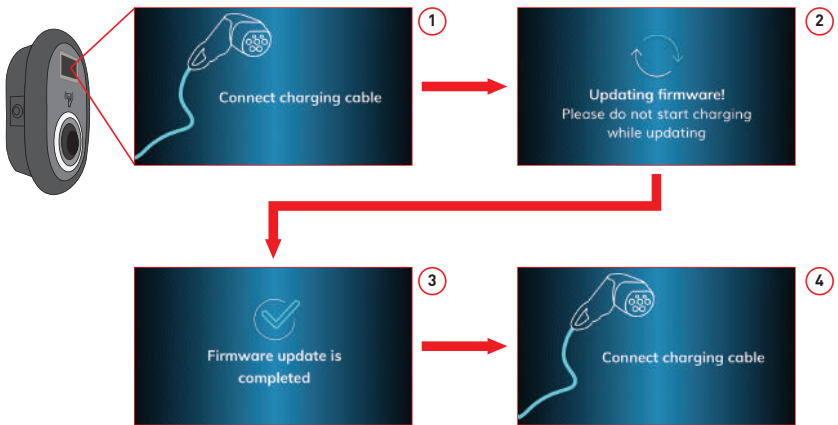 1
Connect charging cable
2
Updating firmware!
Please do not start charging
while updating
3
Firmware update is
completed
4
Connect charging cable